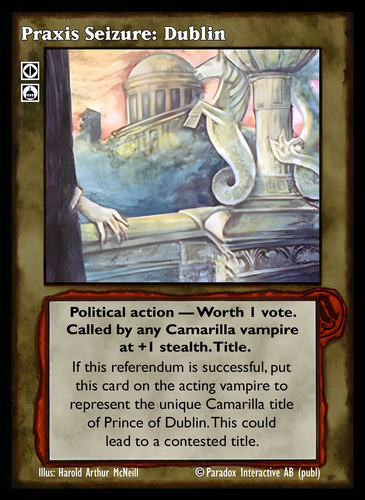 Praxis Seizure: Dublin
Political action — Worth 1 vote.
Called by any Camarilla vampire
at +1 stealth. Title.
If this referendum is successful, put
this card on the acting vampire to
represent the unique Camarilla title
of Prince of Dublin. This could
lead to a contested title.
Illus: Harold Arthur McNeill © Paradox Interactive AB (publ)